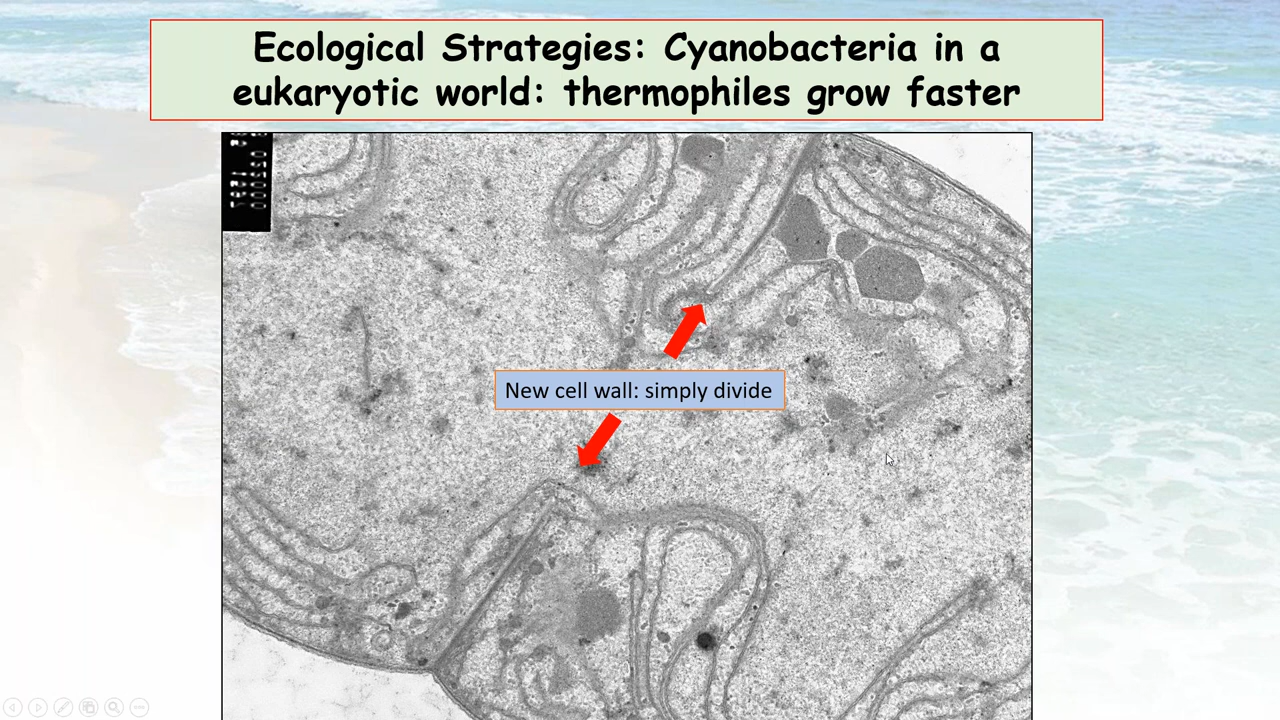 Ecological Strategies: Cyanobacteria in a
eukaryotic world: thermophiles grow faster
New cell wall: simply divide